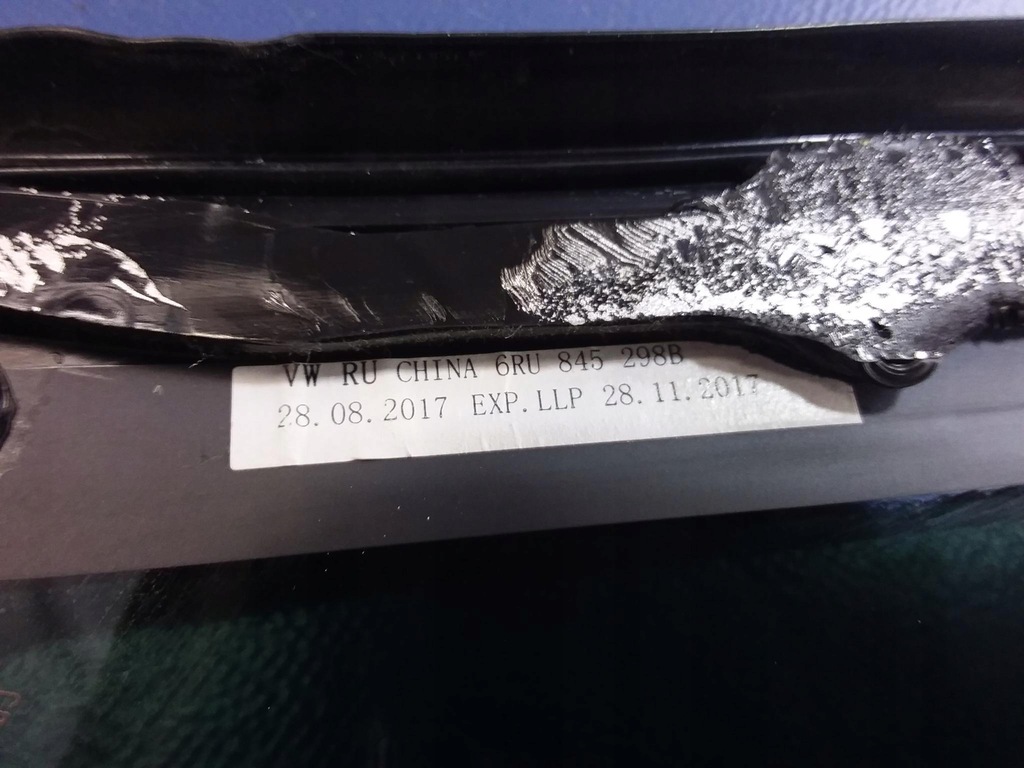 VW RU CHINA 6RU 845 298B
28.08.2017 EXP.LLP 28.11.2017